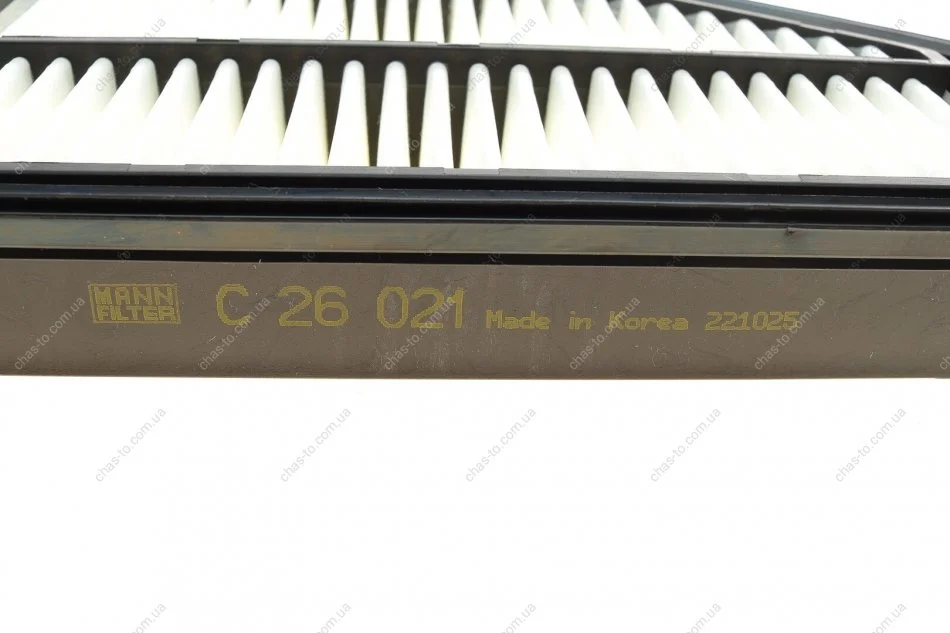 MANN
FILTER
C 26 021 Made in Korea 221025
chas-to.com.ua